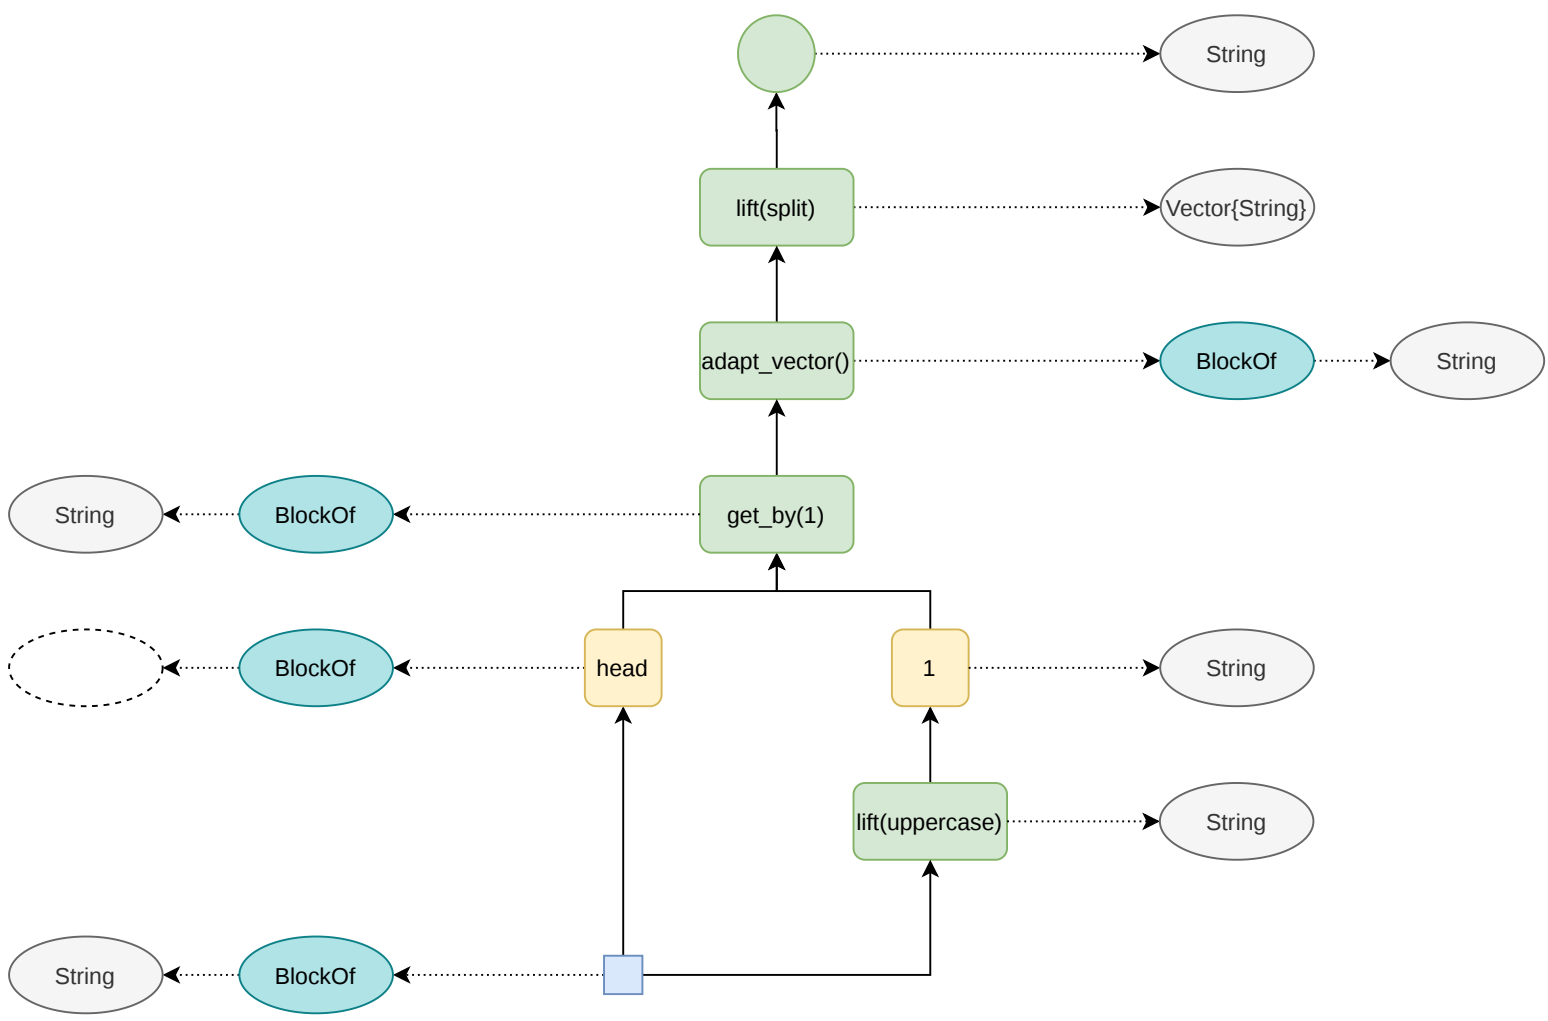 String
lift(split)
Vector{String}
adapt_vector()
BlockOf
String
String
BlockOf
get_by(1)
BlockOf
head
1
String
lift(uppercase)
String
String
BlockOf